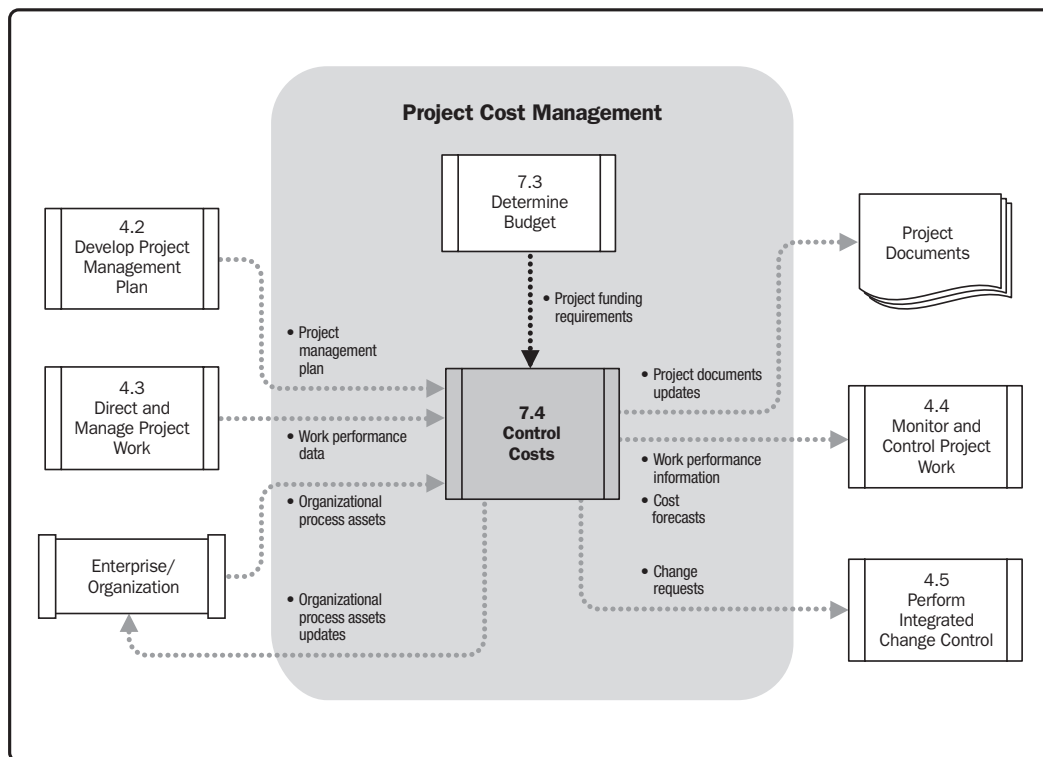 Project Cost Management
7.3
Determine
Budget
4.2
Develop Project
Management
Plan
Project
Documents
• Project funding
requirements
• Project
management
plan
4.3
Direct and
Manage Project
Work
7.4
Control
Costs
• Project documents
updates
4.4
Monitor and
Control Project
Work
• Work performance
data
• Work performance
information
• Cost
forecasts
• Organizational
process assets
Enterprise/
Organization
• Change
requests
4.5
Perform
Integrated
Change Control
• Organizational
process assets
updates